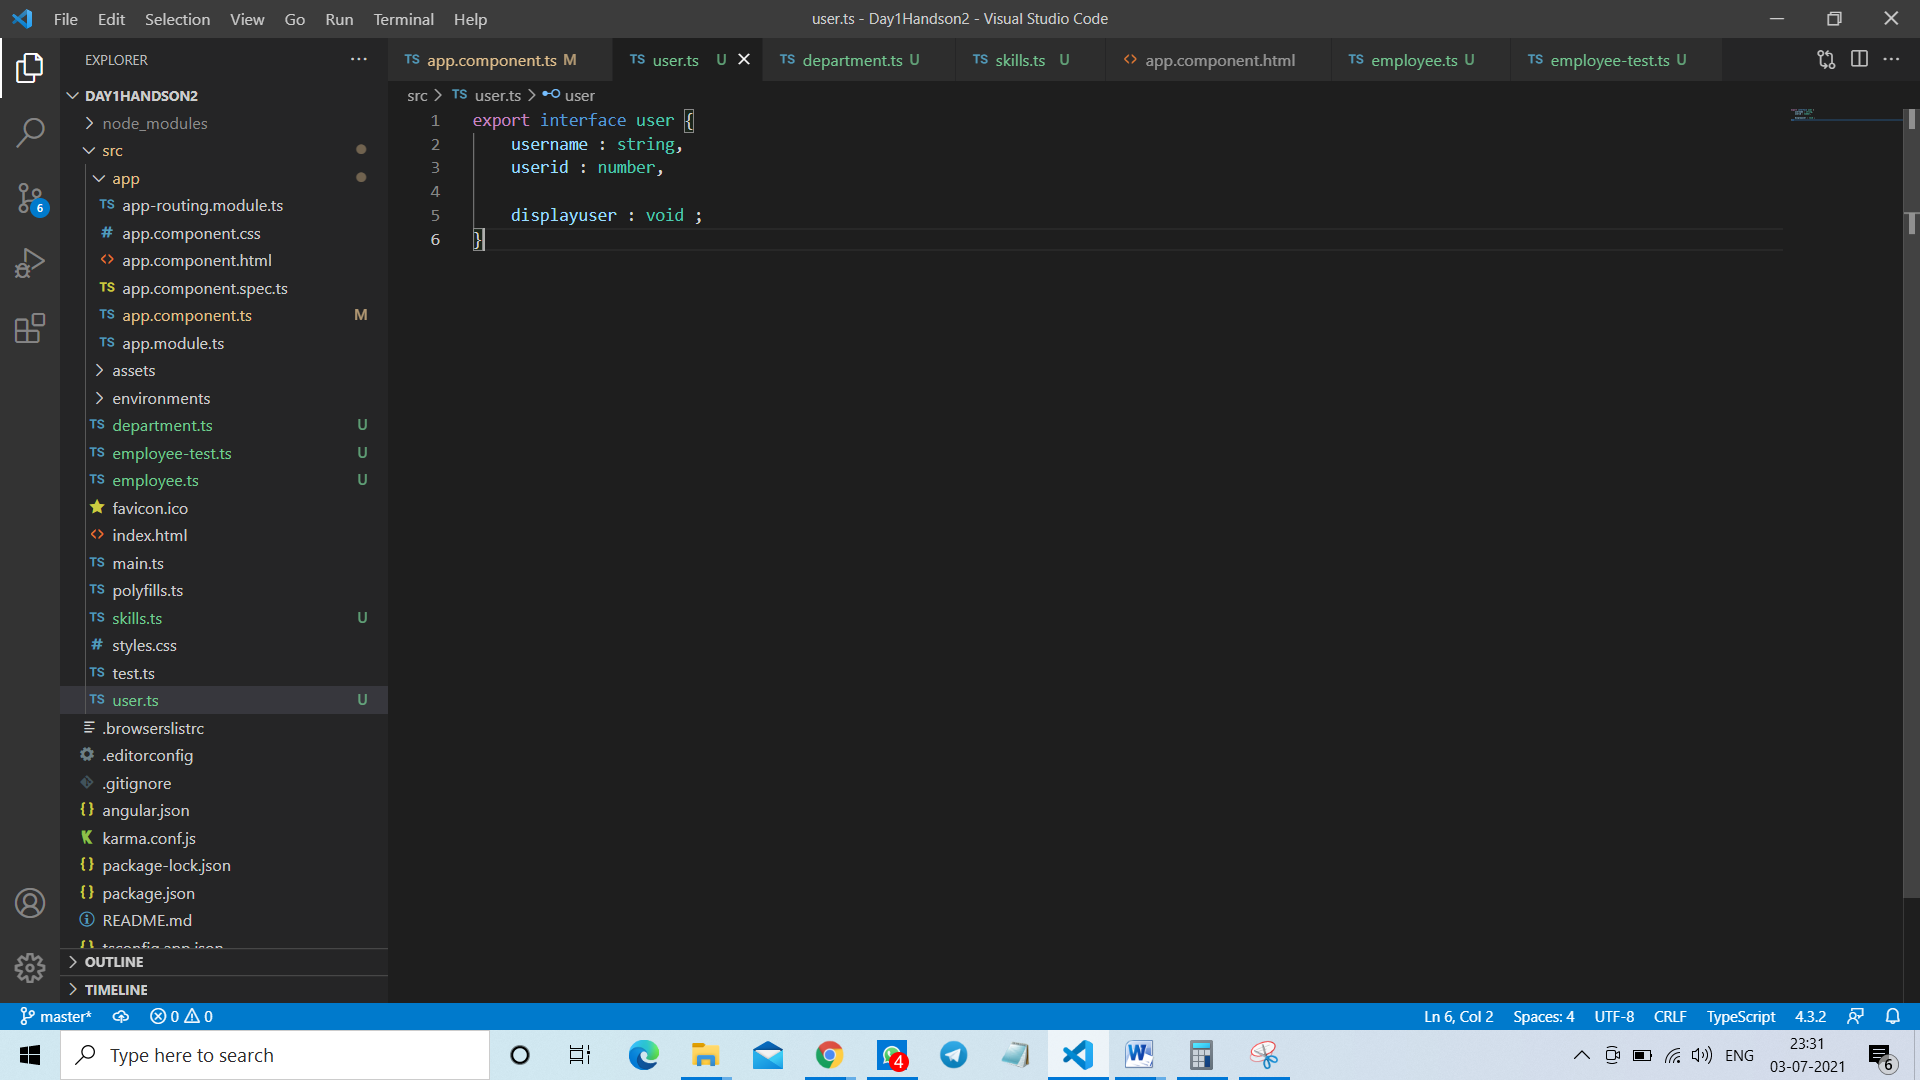 File Edit Selection View Go Run Terminal Help
user.ts - Day1Handson2 - Visual Studio Code
EXPLORER
TS app.component.ts M
TS user.ts U
TS department.ts U
TS skills.ts U
<> app.component.html
TS employee.ts U
TS employee-test.ts U
src > TS user.ts > user
DAY1HANDSON2
node_modules
src
app
TS app-routing.module.ts
# app.component.css
<> app.component.html
TS app.component.spec.ts
TS app.component.ts M
TS app.module.ts
assets
environments
TS department.ts U
TS employee-test.ts U
TS employee.ts U
favicon.ico
<> index.html
TS main.ts
TS polyfills.ts
TS skills.ts U
# styles.css
TS test.ts
TS user.ts U
.browserslistrc
.editorconfig
.gitignore
{} angular.json
karma.conf.js
{} package-lock.json
{} package.json
README.md
{} tsconfig.app.json
OUTLINE
TIMELINE
1 export interface user {
2 username : string,
3 userid : number,
4
5 displayuser : void ;
6 }
6
master* 0 0
Ln 6, Col 2 Spaces: 4 UTF-8 CRLF TypeScript 4.3.2
Type here to search
4
W
ENG
23:31
03-07-2021
6